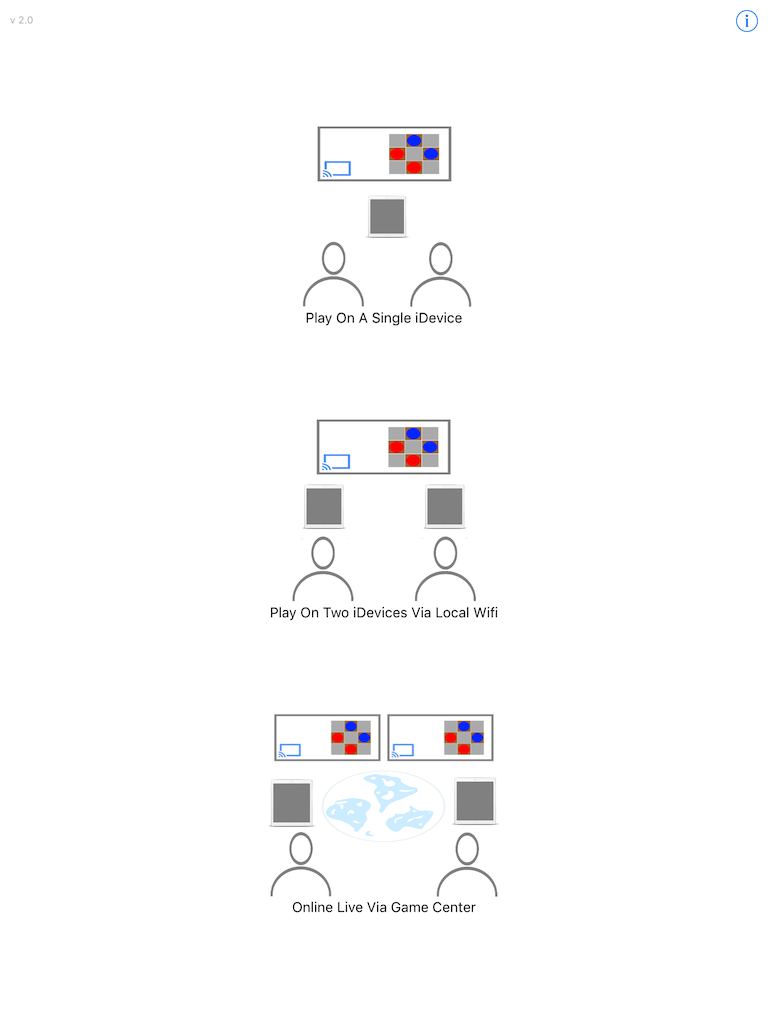 v 2.0
i
Play On A Single iDevice
Play On Two iDevices Via Local Wifi
Online Live Via Game Center